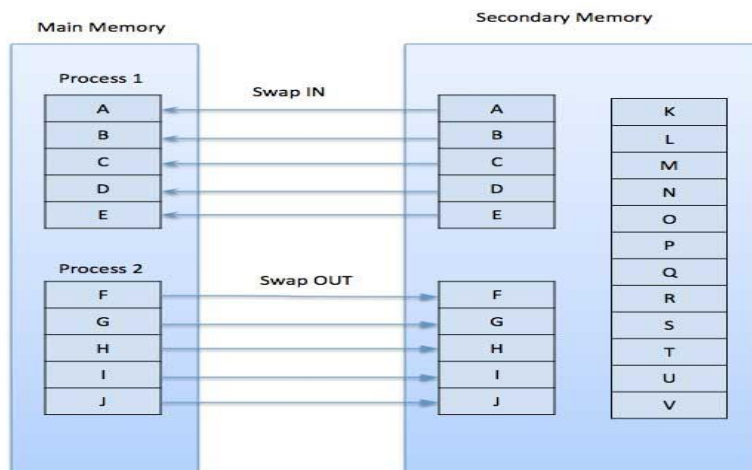 Main Memory
Secondary Memory
Process 1
Swap IN
A
B
C
D
E
Process 2
Swap OUT
F
G
H
I
J
A
B
C
D
E
F
G
H
I
J
K
L
M
N
O
P
Q
R
S
T
U
V